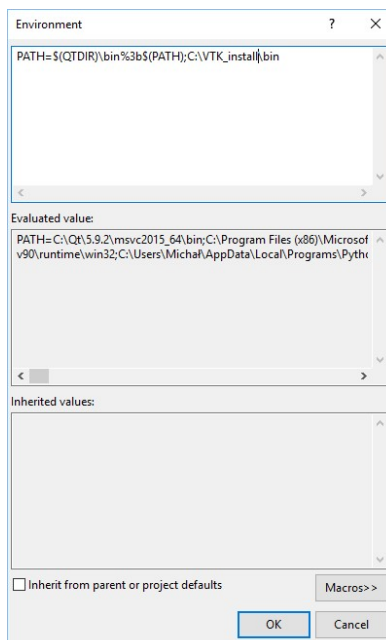 Environment ? ×
PATH=$(QTDIR)\bin%3b$(PATH);C:\VTK_install\bin
Evaluated value:
PATH=C:\Qt\5.9.2\msvc2015_64\bin;C:\Program Files (x86)\Microsof
v90\runtime\win32;C:\Users\Michał\AppData\Local\Programs\Pytho
Inherited values:
Inherit from parent or project defaults
Macros>>
OK Cancel